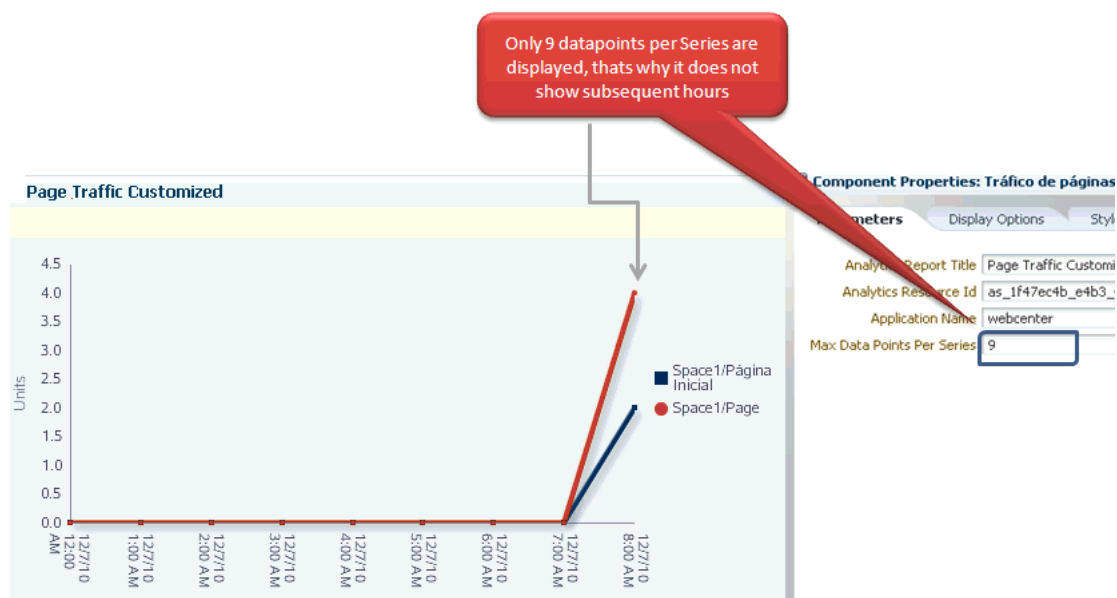 Only 9 datapoints per Series are
displayed, thats why it does not
show subsequent hours
Page Traffic Customized
4.5
4.0
3.5
3.0
2.5
2.0
1.5
1.0
0.5
0.0
Units
12/7/10
12:00
AM
12/7/10
1:00 AM
12/7/10
2:00 AM
12/7/10
3:00 AM
12/7/10
4:00 AM
12/7/10
5:00 AM
12/7/10
6:00 AM
12/7/10
7:00 AM
12/7/10
8:00 AM
Space1/Página
Inicial
Space1/Page
Component Properties: Tráfico de páginas
Display Options
Analytics Report Title Page Traffic Customi
Analytics Resource Id as_1f47ec4b_e4b3_
Application Name webcenter
Max Data Points Per Series 9